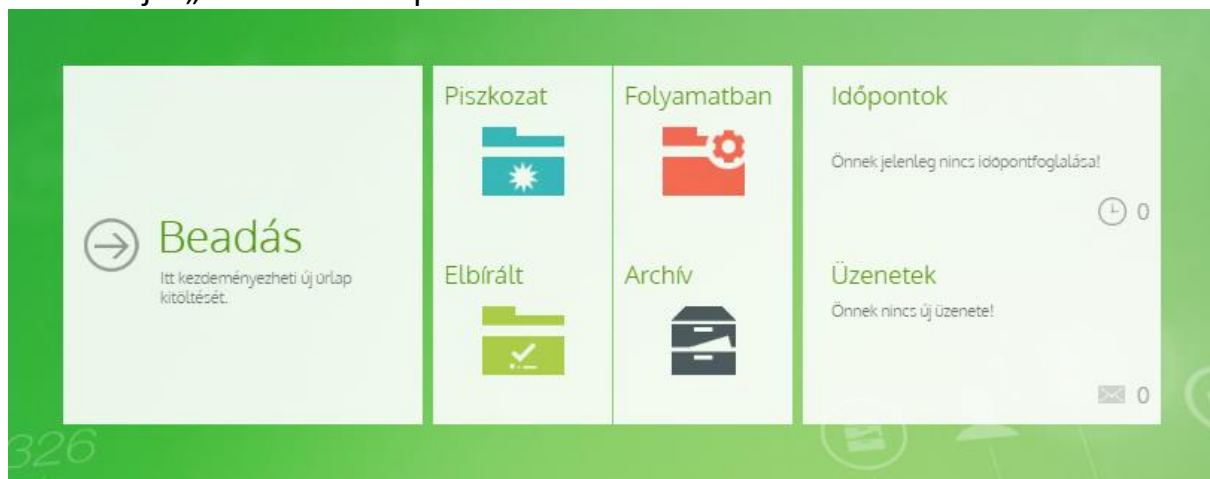 Piszkozat
Folyamatban
Időpontok
Önnek jelenleg nincs időpontfoglalása!
0
Beadás
Itt kezdeményezheti új űrlap
kitöltését.
Elbírált
Archív
Üzenetek
Önnek nincs új üzenete!
0
326